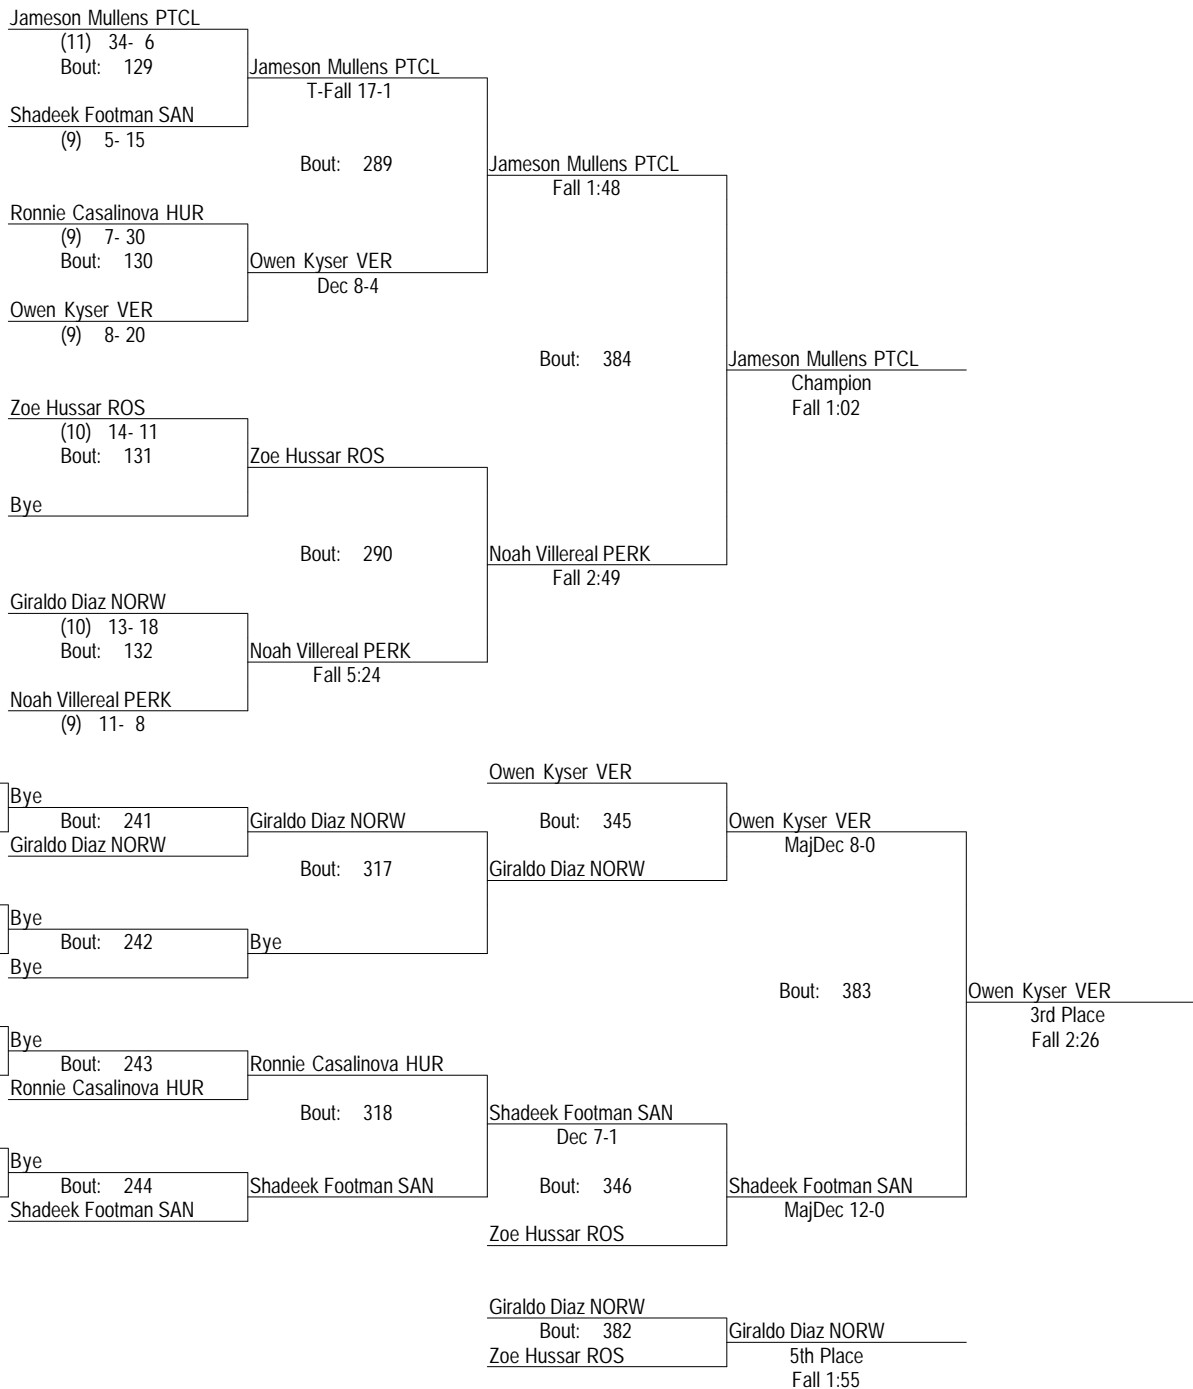 Jameson Mullens PTCL
(11) 34- 6
Bout: 129
Jameson Mullens PTCL
T-Fall 17-1
Shadeek Footman SAN
(9) 5- 15
Bout: 289
Jameson Mullens PTCL
Fall 1:48
Ronnie Casalinova HUR
(9) 7- 30
Bout: 130
Owen Kyser VER
Dec 8-4
Owen Kyser VER
(9) 8- 20
Bout: 384
Jameson Mullens PTCL
Champion
Fall 1:02
Zoe Hussar ROS
(10) 14- 11
Bout: 131
Zoe Hussar ROS
Bye
Bout: 290
Noah Villereal PERK
Fall 2:49
Giraldo Diaz NORW
(10) 13- 18
Bout: 132
Noah Villereal PERK
Fall 5:24
Noah Villereal PERK
(9) 11- 8
Owen Kyser VER
Bye
Bout: 241
Giraldo Diaz NORW
Bout: 345
Owen Kyser VER
MajDec 8-0
Giraldo Diaz NORW
Bout: 317
Giraldo Diaz NORW
Bye
Bout: 242
Bye
Bye
Bout: 383
Owen Kyser VER
3rd Place
Fall 2:26
Bye
Bout: 243
Ronnie Casalinova HUR
Ronnie Casalinova HUR
Bout: 318
Shadeek Footman SAN
Dec 7-1
Bye
Bout: 244
Shadeek Footman SAN
Bout: 346
Shadeek Footman SAN
MajDec 12-0
Shadeek Footman SAN
Zoe Hussar ROS
Giraldo Diaz NORW
Bout: 382
Giraldo Diaz NORW
Zoe Hussar ROS
5th Place
Fall 1:55